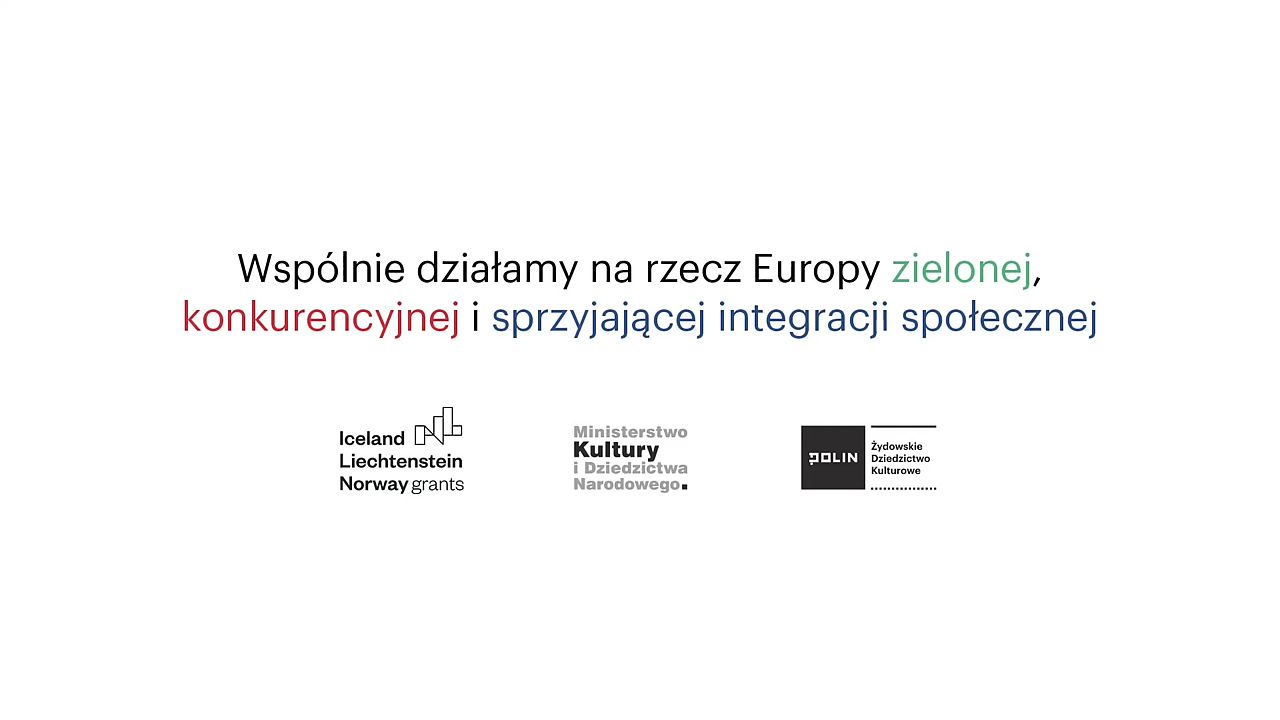 Wspólnie działamy na rzecz Europy zielonej,
konkurencyjnej i sprzyjającej integracji społecznej
Iceland
Liechtenstein
Norway grants
Ministerstwo
Kultury
i Dziedzictwa
Narodowego.
POLIN
Żydowskie
Dziedzictwo
Kulturowe